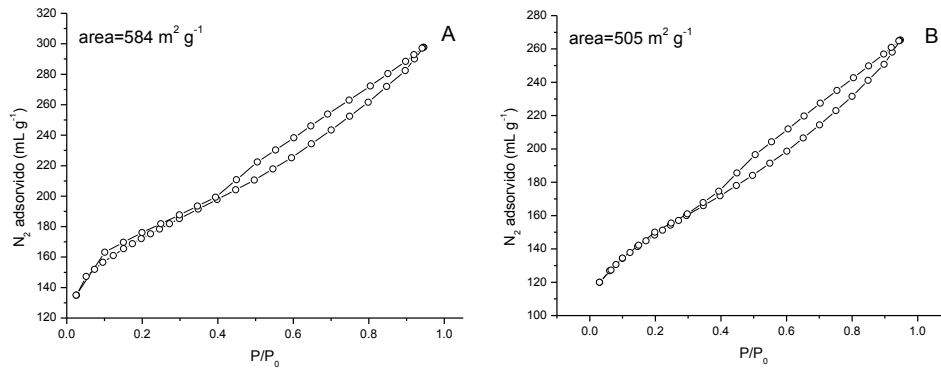 area=584 m² g⁻¹
A
N₂ adsorvido (mL g⁻¹)
300
280
260
240
220
200
180
160
140
120
0.0 0.2 0.4 0.6 0.8 1.0
P/P₀
area=505 m² g⁻¹
B
N₂ adsorvido (mL g⁻¹)
280
260
240
220
200
180
160
140
120
100
0.0 0.2 0.4 0.6 0.8 1.0
P/P₀